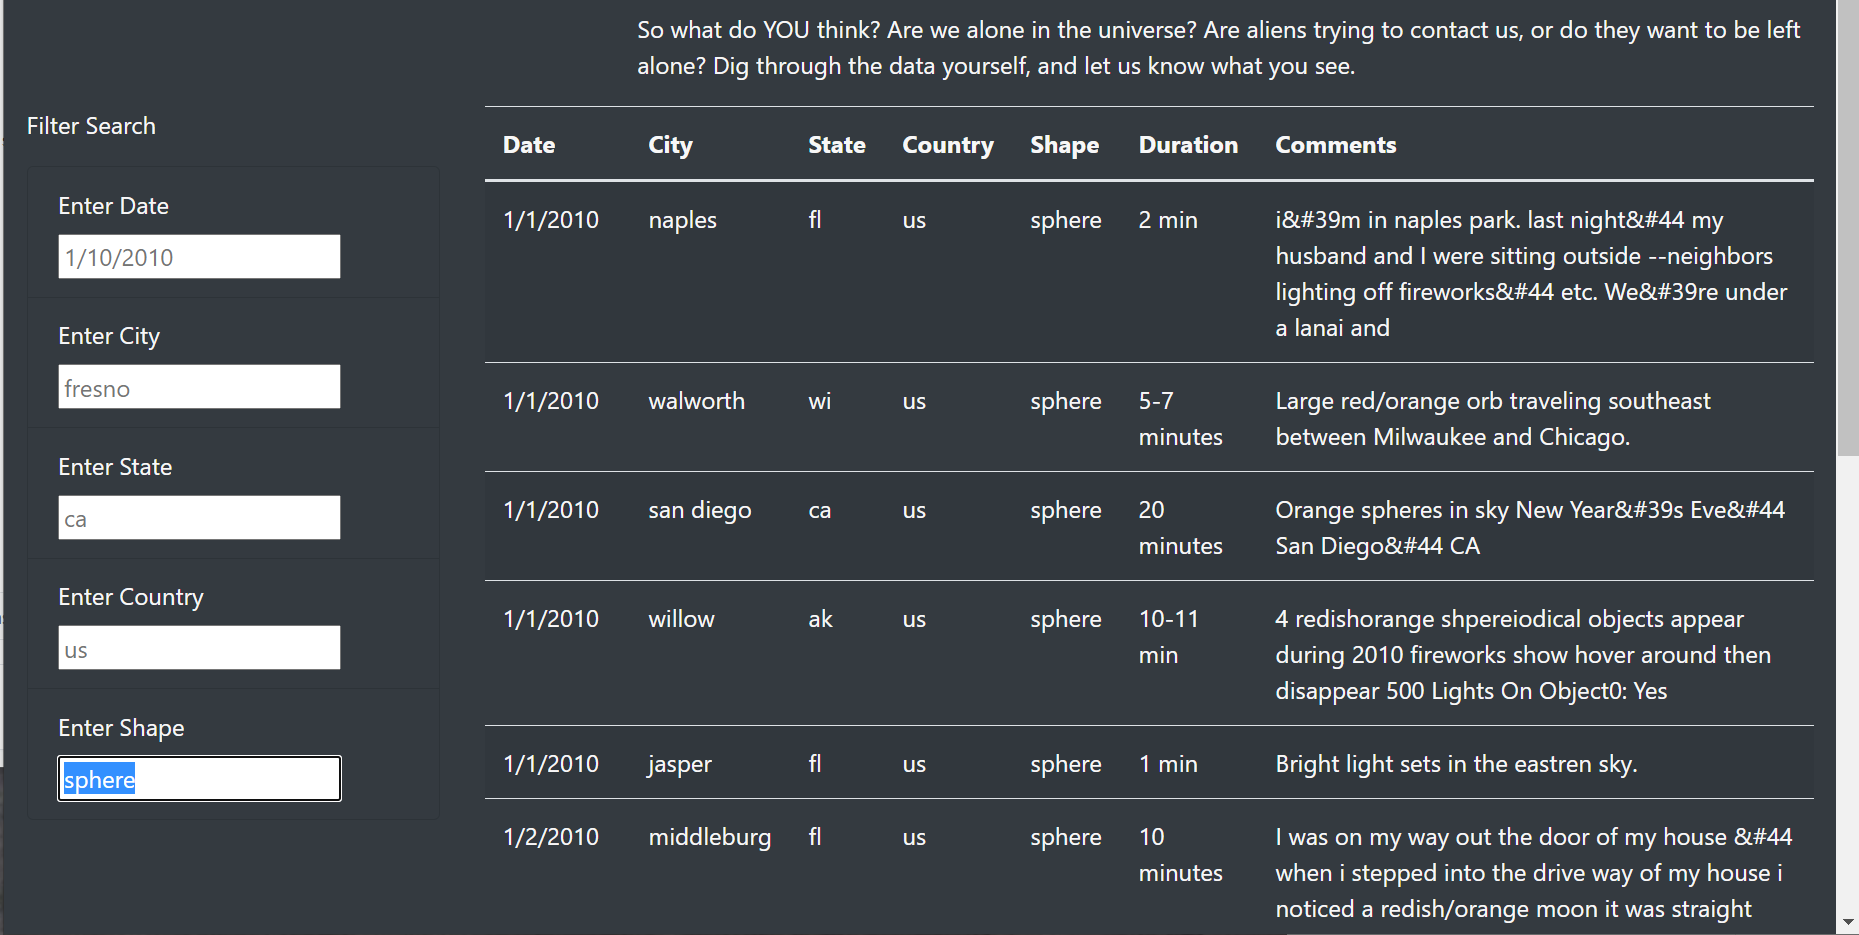 So what do YOU think? Are we alone in the universe? Are aliens trying to contact us, or do they want to be left
alone? Dig through the data yourself, and let us know what you see.
Filter Search
Enter Date
1/10/2010
Enter City
fresno
Enter State
ca
Enter Country
us
Enter Shape
sphere
Date City State Country Shape Duration Comments
1/1/2010 naples fl us sphere 2 min i&#39m in naples park. last night&#44 my
husband and I were sitting outside --neighbors
lighting off fireworks&#44 etc. We&#39re under
a lanai and
1/1/2010 walworth wi us sphere 5-7 Large red/orange orb traveling southeast
minutes between Milwaukee and Chicago.
1/1/2010 san diego ca us sphere 20 Orange spheres in sky New Year&#39s Eve&#44
minutes San Diego&#44 CA
1/1/2010 willow ak us sphere 10-11 4 redishorange shpereiodical objects appear
min during 2010 fireworks show hover around then
disappear 500 Lights On Object0: Yes
1/1/2010 jasper fl us sphere 1 min Bright light sets in the eastren sky.
1/2/2010 middleburg fl us sphere 10 I was on my way out the door of my house &#44
minutes when i stepped into the drive way of my house i
noticed a redish/orange moon it was straight